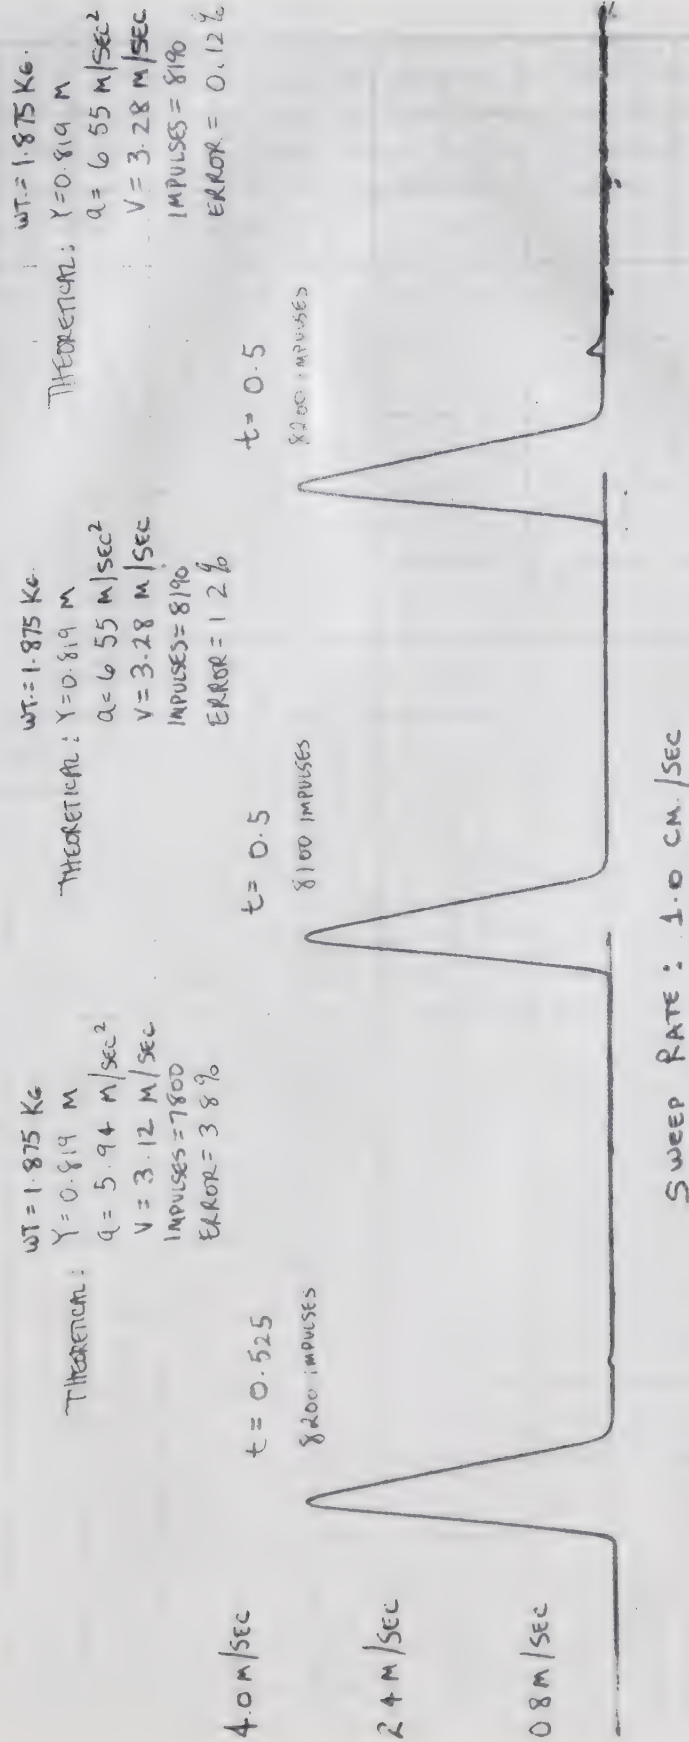 WT = 1.875 KG
THEORETICAL: Y = 0.819 M
a = 5.94 M/SEC²
V = 3.12 M/SEC
IMPULSES = 7800
ERROR = 3 8 %
t = 0.525
8200 IMPULSES
WT. = 1.875 KG.
THEORETICAL: Y = 0.819 M
a = 6 55 M/SEC²
V = 3.28 M/SEC
IMPULSES = 8190
ERROR = 1 2 %
t = 0.5
8100 IMPULSES
WT. = 1.875 KG.
THEORETICAL: Y = 0.819 M
a = 6 55 M/SEC²
V = 3.28 M/SEC
IMPULSES = 8190
ERROR = 0.12 %
t = 0.5
8200 IMPULSES
4.0 M/SEC
2 4 M/SEC
0 8 M/SEC
SWEEP RATE : 1.0 CM./SEC